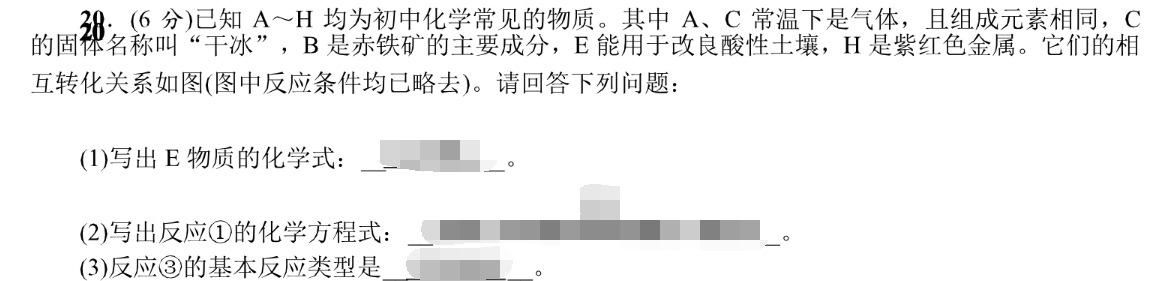 20. (6 分)已知 A～H 均为初中化学常见的物质。其中 A、C 常温下是气体，且组成元素相同，C
的固体名称叫“干冰”，B 是赤铁矿的主要成分，E 能用于改良酸性土壤，H 是紫红色金属。它们的相
互转化关系如图(图中反应条件均已略去)。请回答下列问题：
(1)写出 E 物质的化学式：__ __。
(2)写出反应①的化学方程式：__ __。
(3)反应③的基本反应类型是__ __。